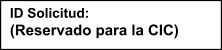 ID Solicitud:
(Reservado para la CIC)